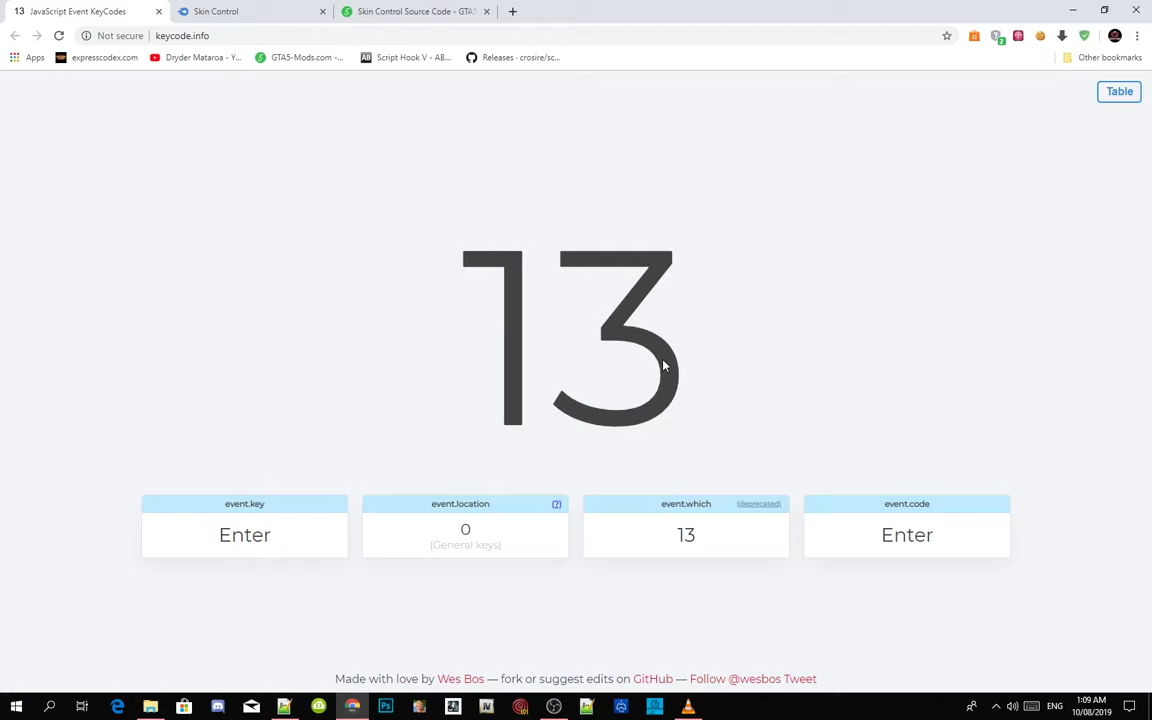 13 JavaScript Event KeyCodes
Skin Control
Skin Control Source Code - GTA5
Not secure | keycode.info
Apps
expresscodex.com
Dryder Mataroa - Y...
GTA5-Mods.com -...
AB Script Hook V - AB...
Releases · crosire/sc...
Other bookmarks
Table
13
event.key
event.location (?)
event.which (deprecated)
event.code
Enter
0
(General keys)
13
Enter
Made with love by Wes Bos — fork or suggest edits on GitHub — Follow @wesbos Tweet
ENG
1:09 AM
10/08/2019